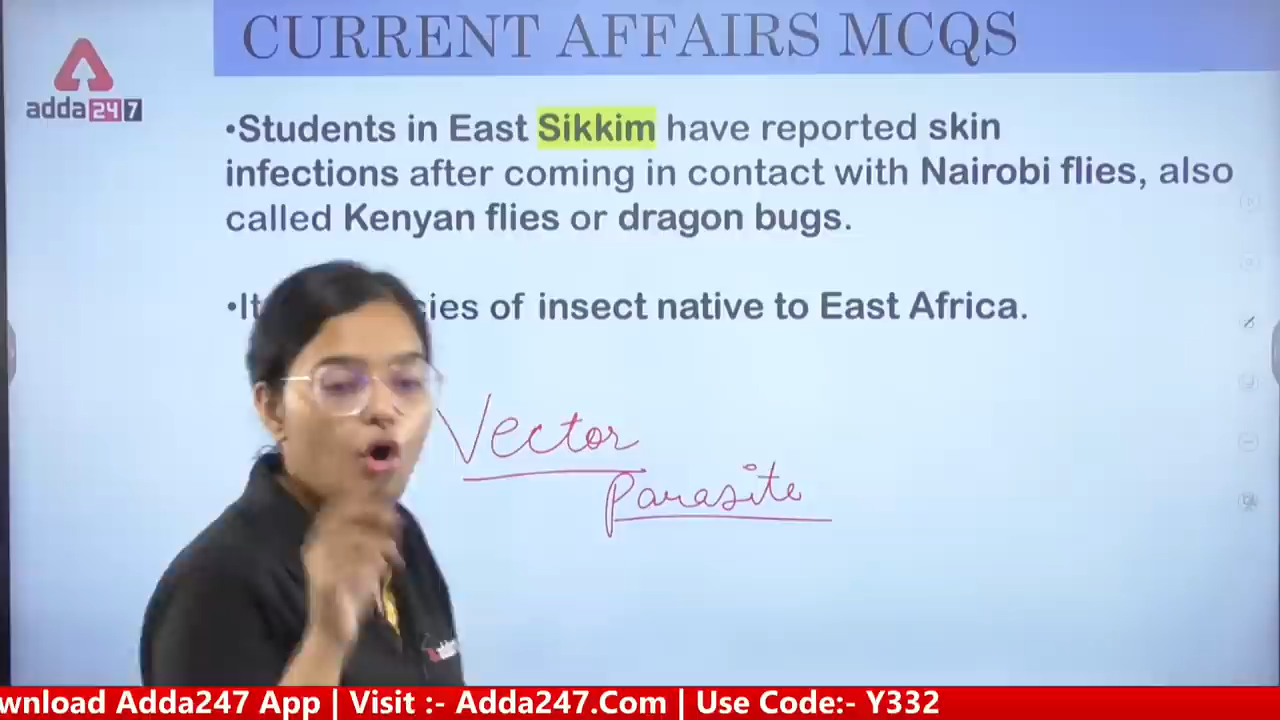 CURRENT AFFAIRS MCQS
adda247
•Students in East Sikkim have reported skin
infections after coming in contact with Nairobi flies, also
called Kenyan flies or dragon bugs.
•It cies of insect native to East Africa.
Vector
Parasite
wnload Adda247 App | Visit :- Adda247.Com | Use Code:- Y332